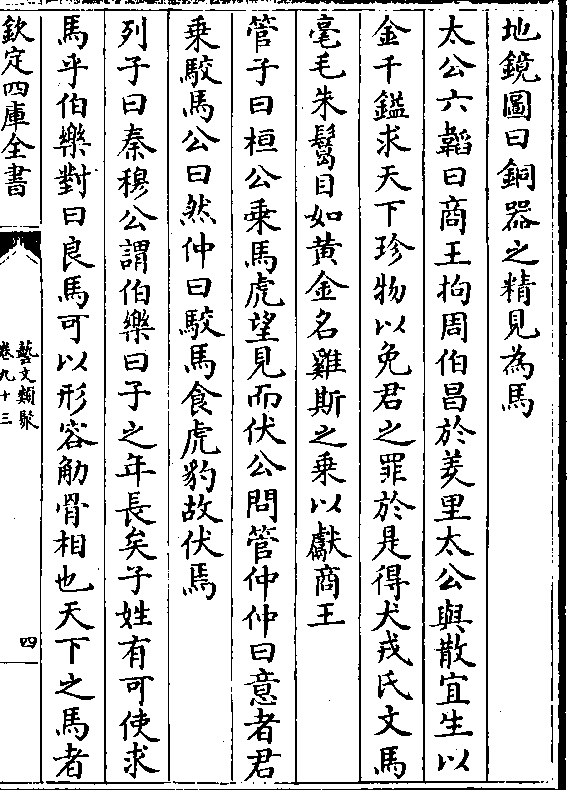 地鏡圖曰銅器之精見為馬
太公六韜曰商王拘周伯昌於羑里太公與散宜生以
金千鎰求天下珍物以免君之罪於是得犬戎氏文馬
毫毛朱鬛目如黄金名雞斯之乗以獻商王
管子曰桓公乗馬虎望見而伏公問管仲仲曰意者君
乗駮馬公曰然仲曰駮馬食虎豹故伏焉
列子曰秦穆公謂伯樂曰子之年長矣子姓有可使求
馬乎伯樂對曰良馬可以形容觔骨相也天下之馬者
欽定四庫全書
藝文類聚
卷九十三
四